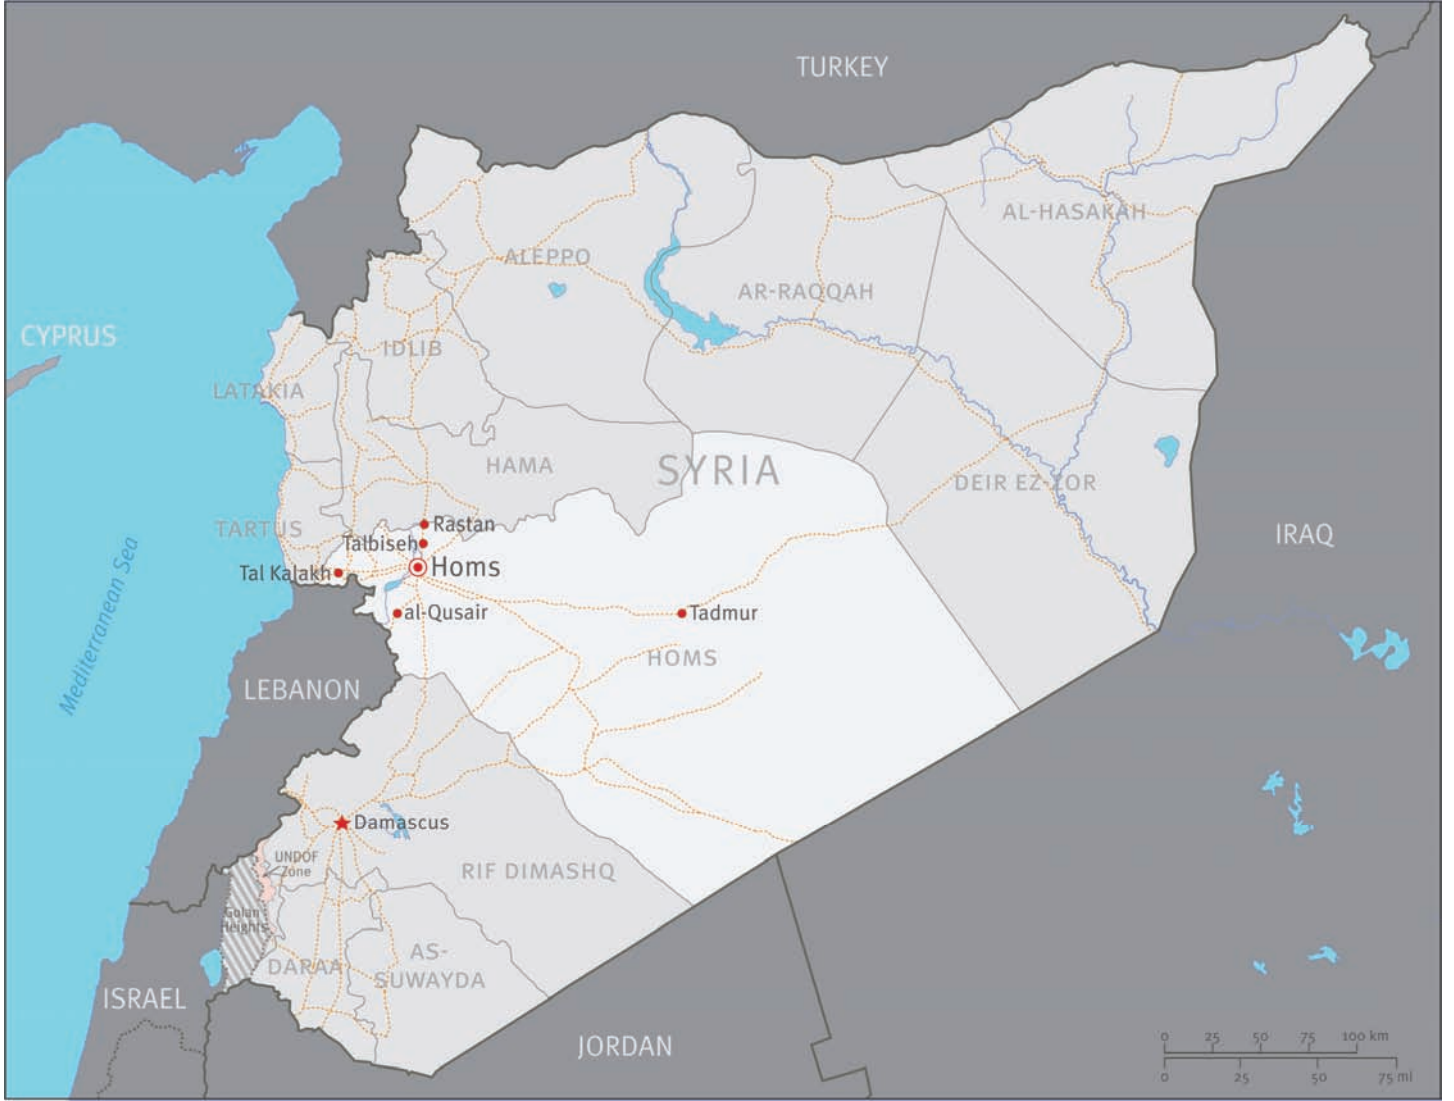 TURKEY
AL-HASAKAH
ALEPPO
AR-RAQQAH
CYPRUS
IDLIB
LATAKIA
HAMA
SYRIA
DEIR EZ-ZOR
TARTUS
Rastan
IRAQ
Talbiseh
Homs
Tal Kalakh
al-Qusair
Tadmur
Mediterranean Sea
HOMS
LEBANON
Damascus
UNDOF
Zone
RIF DIMASHQ
Golan
Heights
AS-
SUWAYDA
DARAA
ISRAEL
JORDAN
0 25 50 75 100 km
0 25 50 75 mi